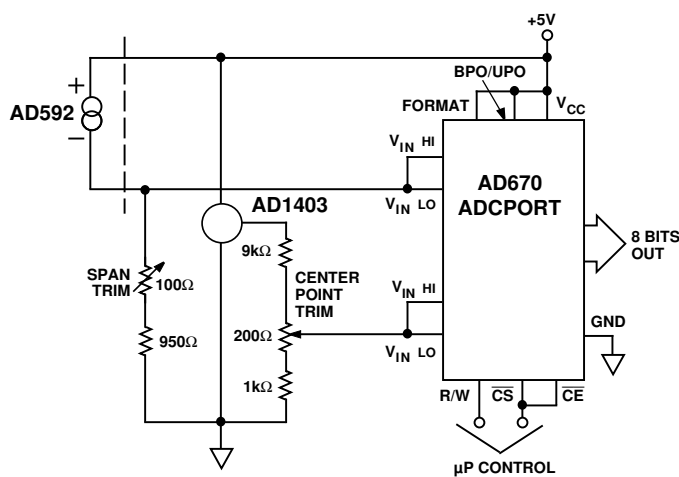 +5V
BPO/UPO
FORMAT
VCC
AD592
+
–
VIN HI
VIN LO
AD670
ADCPORT
AD1403
9kΩ
CENTER
POINT
TRIM
SPAN
TRIM
100Ω
200Ω
950Ω
1kΩ
VIN HI
VIN LO
8 BITS
OUT
GND
R/W
CS
CE
µP CONTROL